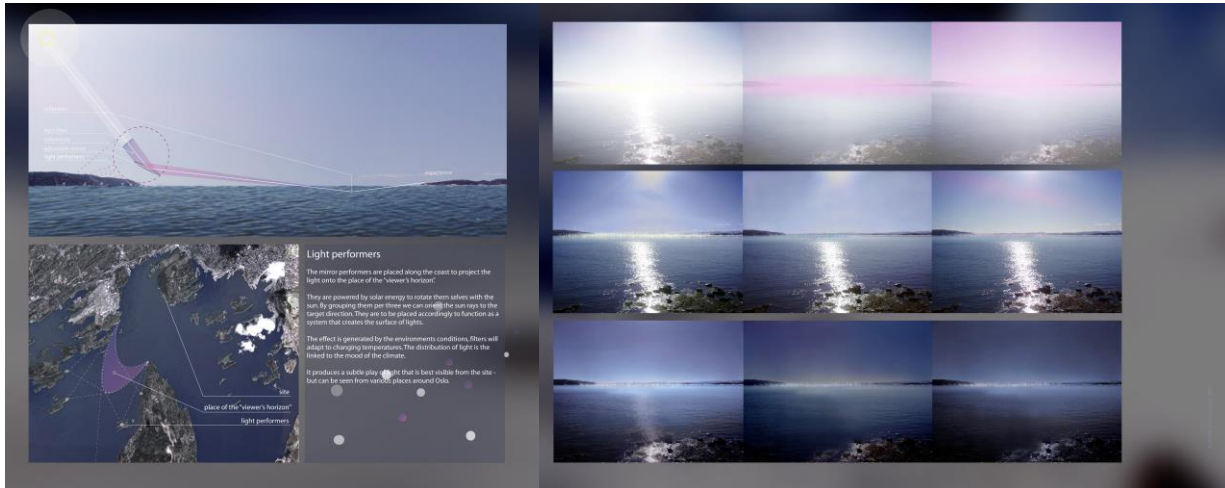 reflection
light rays
light performers
experience
Light performers
The mirror performers are placed along the coast to project the
light onto the place of the "viewer's horizon".
They are powered by solar energy to rotate them selves with the
sun. By grouping them per three we can orient the sun rays to the
target direction. They are to be placed accordingly to function as a
system that creates the surface of lights.
The effect is generated by the environments conditions, filters will
adapt to changing temperatures. The distribution of light is the
linked to the mood of the climate.
It produces a subtle play of light that is best visible from the site -
but can be seen from various places around Oslo.
site
place of the "viewer's horizon"
light performers